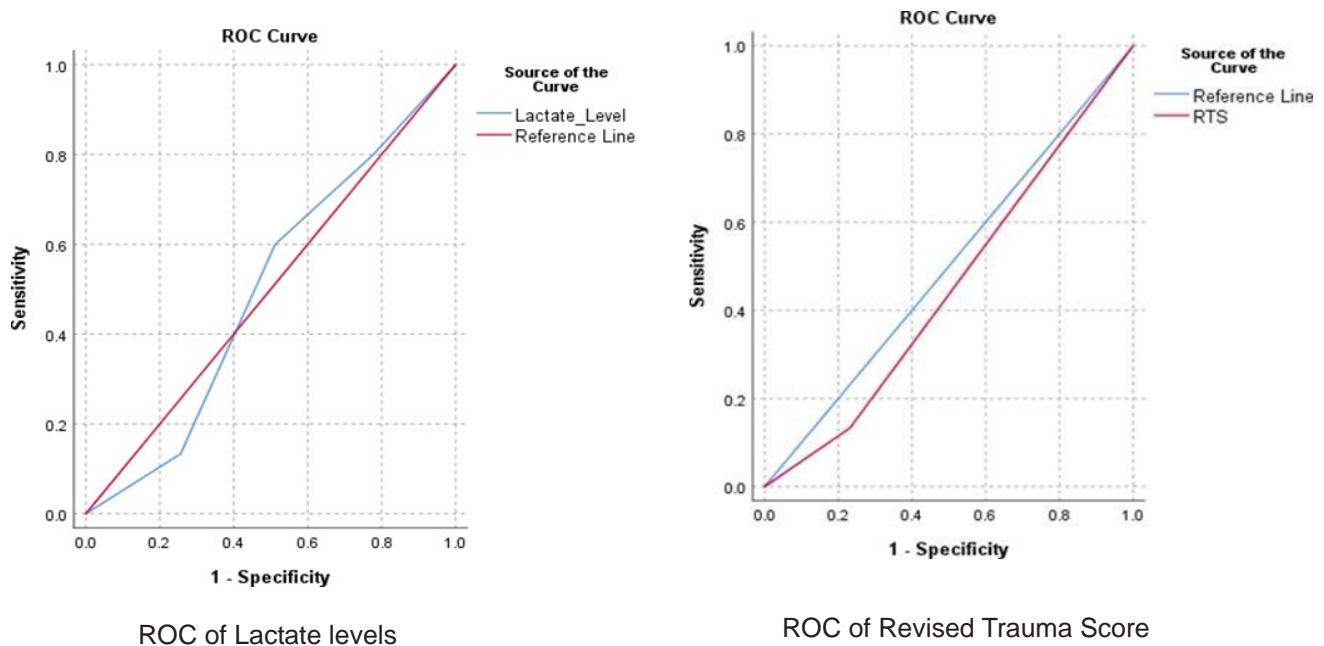 ROC Curve
Source of the
Curve
Lactate_Level
Reference Line
Sensitivity
1.0
0.8
0.6
0.4
0.2
0.0
0.0 0.2 0.4 0.6 0.8 1.0
1 - Specificity
ROC of Lactate levels
ROC Curve
Source of the
Curve
Reference Line
RTS
Sensitivity
1.0
0.8
0.6
0.4
0.2
0.0
0.0 0.2 0.4 0.6 0.8 1.0
1 - Specificity
ROC of Revised Trauma Score